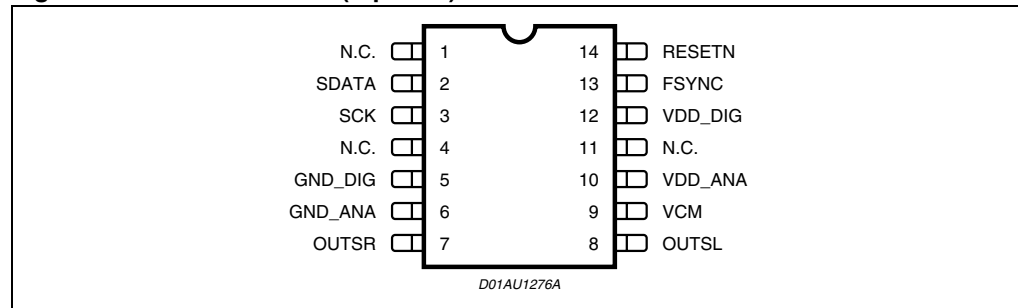 N.C. 1 14 RESETN
SDATA 2 13 FSYNC
SCK 3 12 VDD_DIG
N.C. 4 11 N.C.
GND_DIG 5 10 VDD_ANA
GND_ANA 6 9 VCM
OUTSR 7 8 OUTSL
D01AU1276A